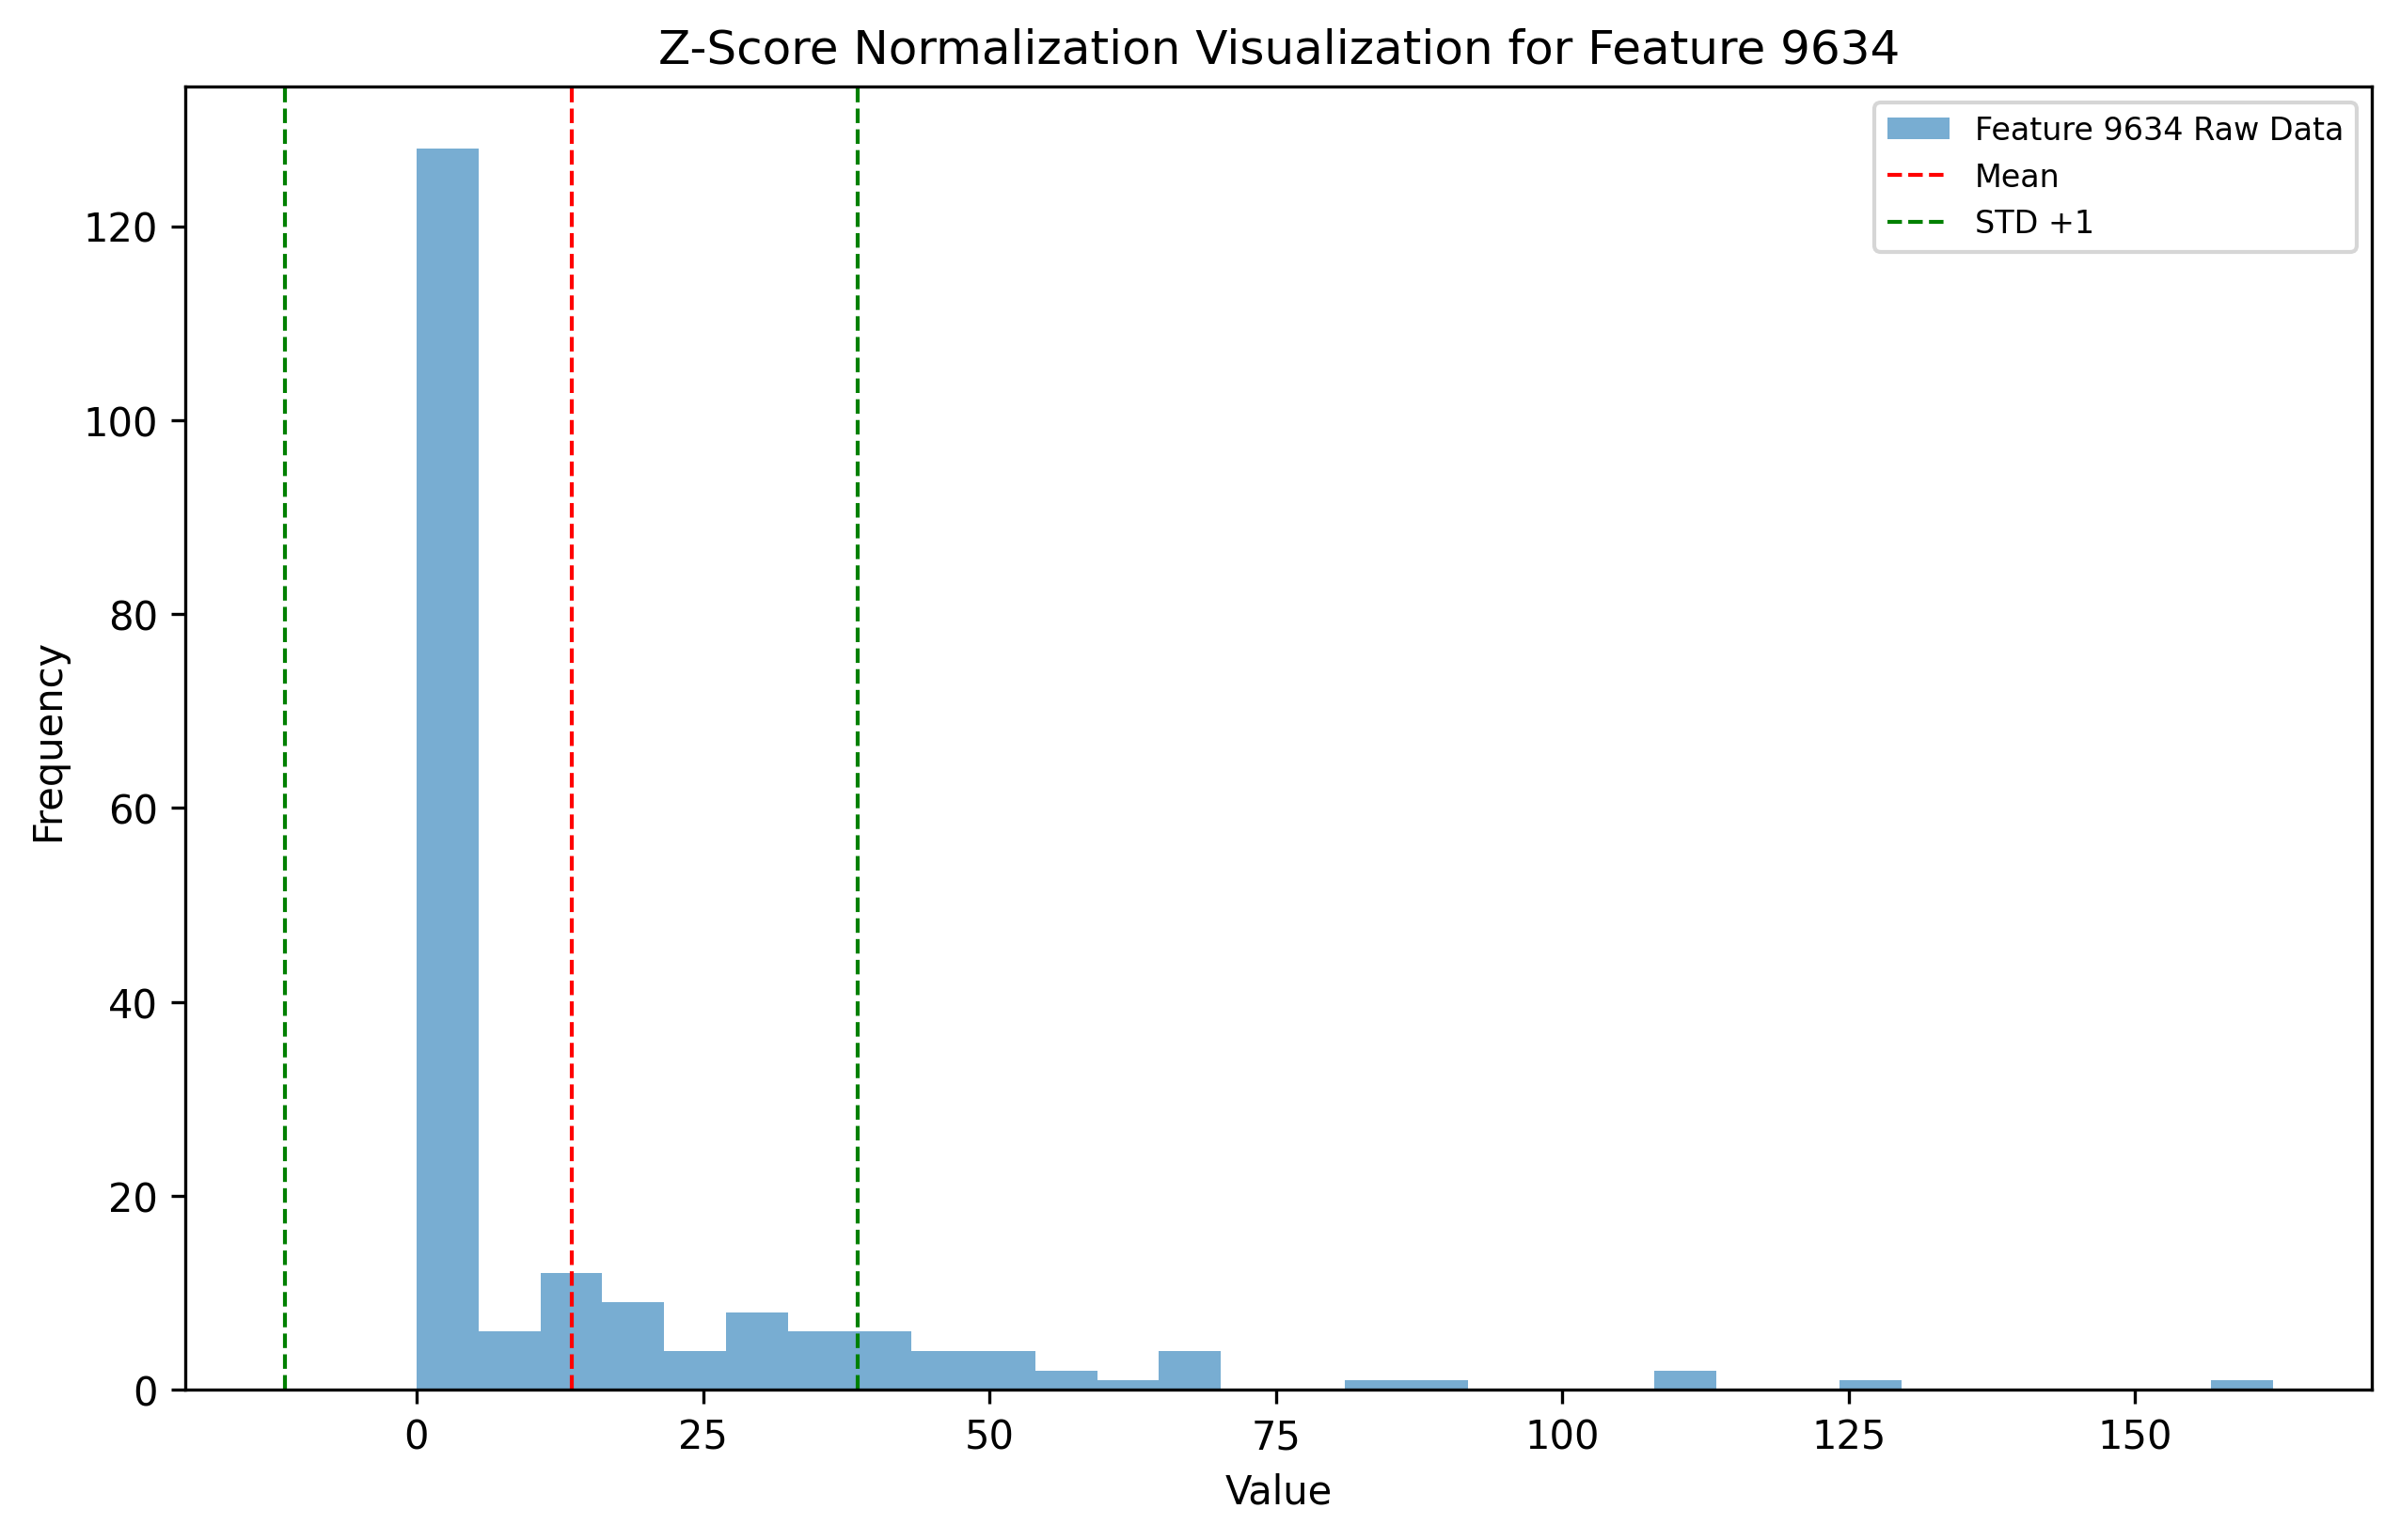 Z-Score Normalization Visualization for Feature 9634
Feature 9634 Raw Data
Mean
STD +1
120
100
80
60
40
20
0
Frequency
0 25 50 75 100 125 150
Value